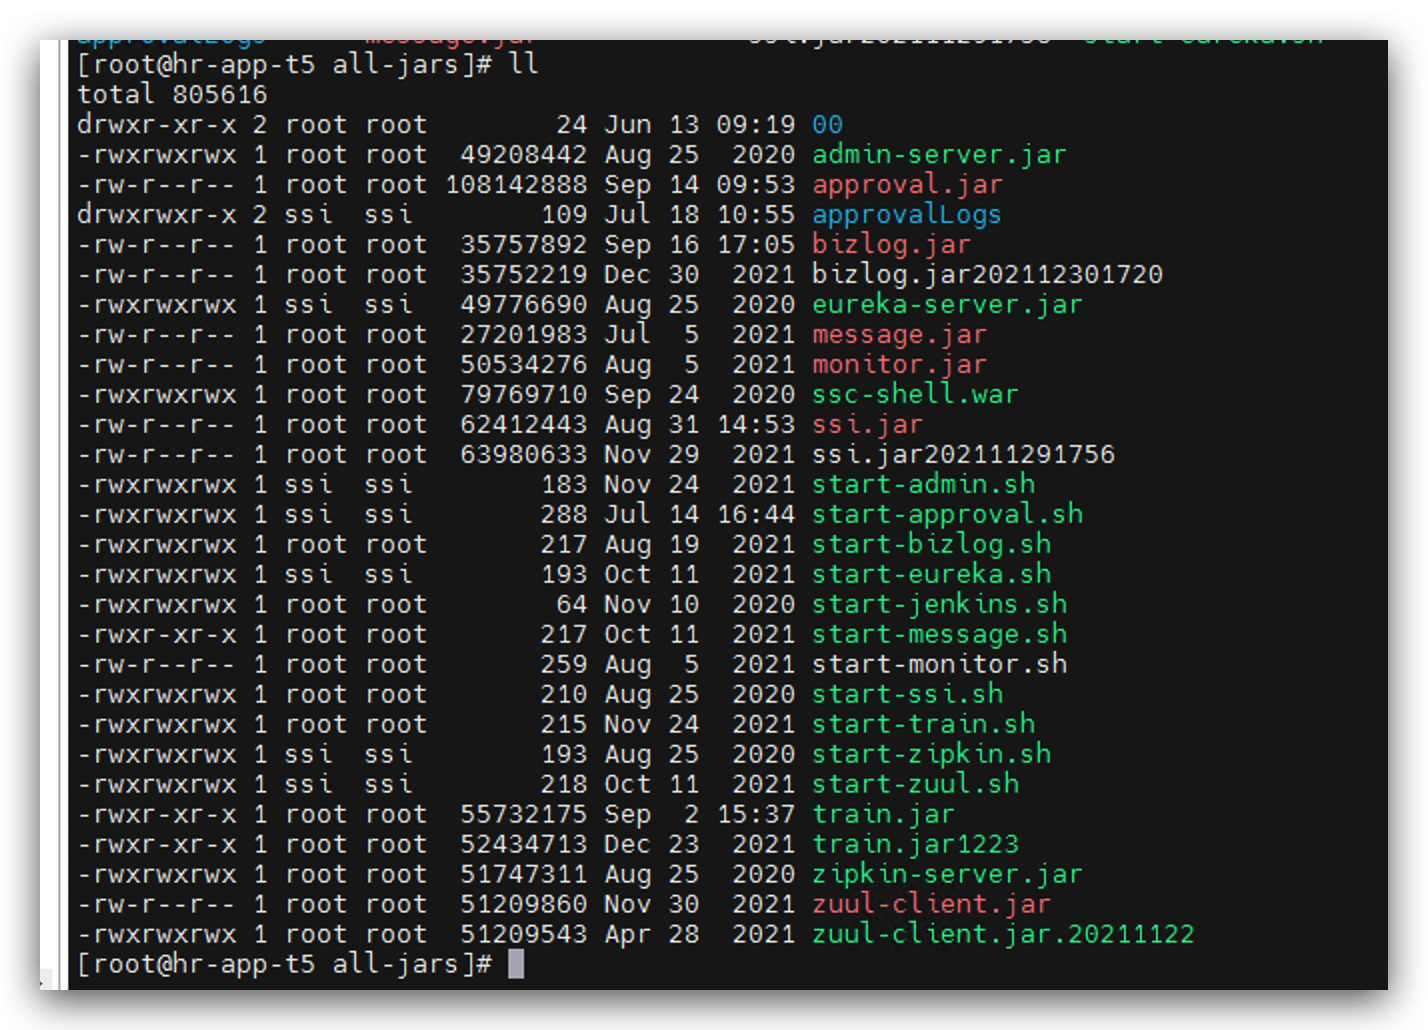 approvalLogs message.jar ssi.jar202111291756 start-eureka.sh
[root@hr-app-t5 all-jars]# ll
total 805616
drwxr-xr-x 2 root root 24 Jun 13 09:19 00
-rwxrwxrwx 1 root root 49208442 Aug 25 2020 admin-server.jar
-rw-r--r-- 1 root root 108142888 Sep 14 09:53 approval.jar
drwxrwxr-x 2 ssi ssi 109 Jul 18 10:55 approvalLogs
-rw-r--r-- 1 root root 35757892 Sep 16 17:05 bizlog.jar
-rw-r--r-- 1 root root 35752219 Dec 30 2021 bizlog.jar202112301720
-rwxrwxrwx 1 ssi ssi 49776690 Aug 25 2020 eureka-server.jar
-rw-r--r-- 1 root root 27201983 Jul 5 2021 message.jar
-rw-r--r-- 1 root root 50534276 Aug 5 2021 monitor.jar
-rwxrwxrwx 1 root root 79769710 Sep 24 2020 ssc-shell.war
-rw-r--r-- 1 root root 62412443 Aug 31 14:53 ssi.jar
-rw-r--r-- 1 root root 63980633 Nov 29 2021 ssi.jar202111291756
-rwxrwxrwx 1 ssi ssi 183 Nov 24 2021 start-admin.sh
-rwxrwxrwx 1 ssi ssi 288 Jul 14 16:44 start-approval.sh
-rwxrwxrwx 1 root root 217 Aug 19 2021 start-bizlog.sh
-rwxrwxrwx 1 ssi ssi 193 Oct 11 2021 start-eureka.sh
-rwxrwxrwx 1 root root 64 Nov 10 2020 start-jenkins.sh
-rwxr-xr-x 1 root root 217 Oct 11 2021 start-message.sh
-rw-r--r-- 1 root root 259 Aug 5 2021 start-monitor.sh
-rwxrwxrwx 1 root root 210 Aug 25 2020 start-ssi.sh
-rwxrwxrwx 1 root root 215 Nov 24 2021 start-train.sh
-rwxrwxrwx 1 ssi ssi 193 Aug 25 2020 start-zipkin.sh
-rwxrwxrwx 1 ssi ssi 218 Oct 11 2021 start-zuul.sh
-rwxr-xr-x 1 root root 55732175 Sep 2 15:37 train.jar
-rwxr-xr-x 1 root root 52434713 Dec 23 2021 train.jar1223
-rwxrwxrwx 1 root root 51747311 Aug 25 2020 zipkin-server.jar
-rw-r--r-- 1 root root 51209860 Nov 30 2021 zuul-client.jar
-rwxrwxrwx 1 root root 51209543 Apr 28 2021 zuul-client.jar.20211122
[root@hr-app-t5 all-jars]#